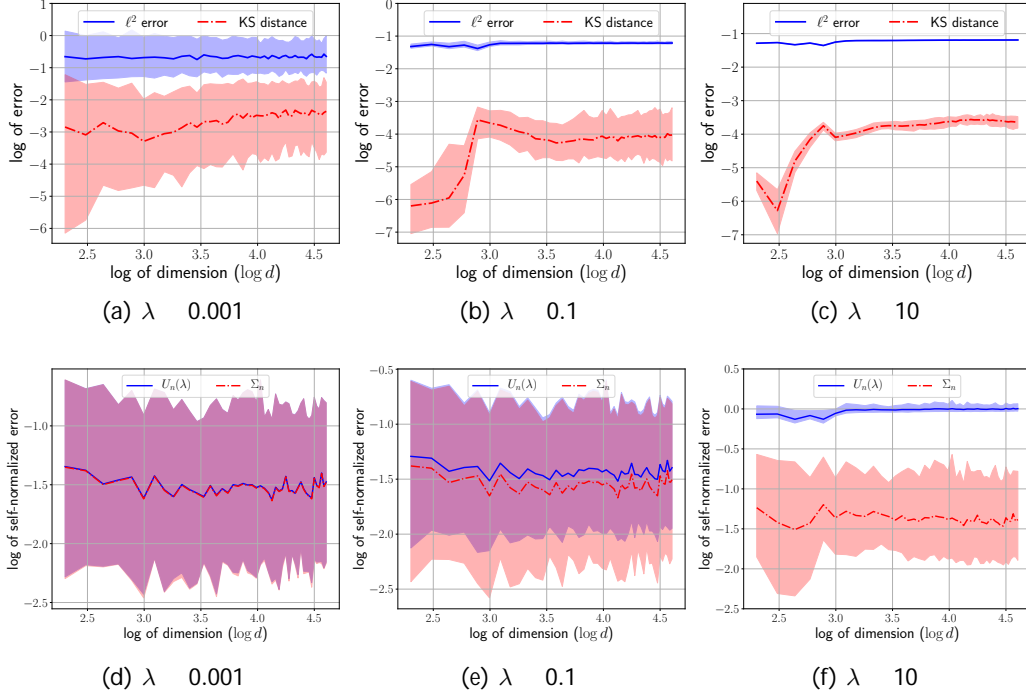 ℓ² error KS distance
1
0
−1
−2
−3
−4
−5
−6
log of error
2.5 3.0 3.5 4.0 4.5
log of dimension (log d)
(a) λ 0.001
ℓ² error KS distance
0
−1
−2
−3
−4
−5
−6
−7
log of error
2.5 3.0 3.5 4.0 4.5
log of dimension (log d)
(b) λ 0.1
ℓ² error KS distance
−1
−2
−3
−4
−5
−6
−7
log of error
2.5 3.0 3.5 4.0 4.5
log of dimension (log d)
(c) λ 10
Uₙ(λ) Σₙ
−1.0
−1.5
−2.0
−2.5
log of self-normalized error
2.5 3.0 3.5 4.0 4.5
log of dimension (log d)
(d) λ 0.001
Uₙ(λ) Σₙ
−0.5
−1.0
−1.5
−2.0
−2.5
log of self-normalized error
2.5 3.0 3.5 4.0 4.5
log of dimension (log d)
(e) λ 0.1
Uₙ(λ) Σₙ
0.5
0.0
−0.5
−1.0
−1.5
−2.0
−2.5
log of self-normalized error
2.5 3.0 3.5 4.0 4.5
log of dimension (log d)
(f) λ 10